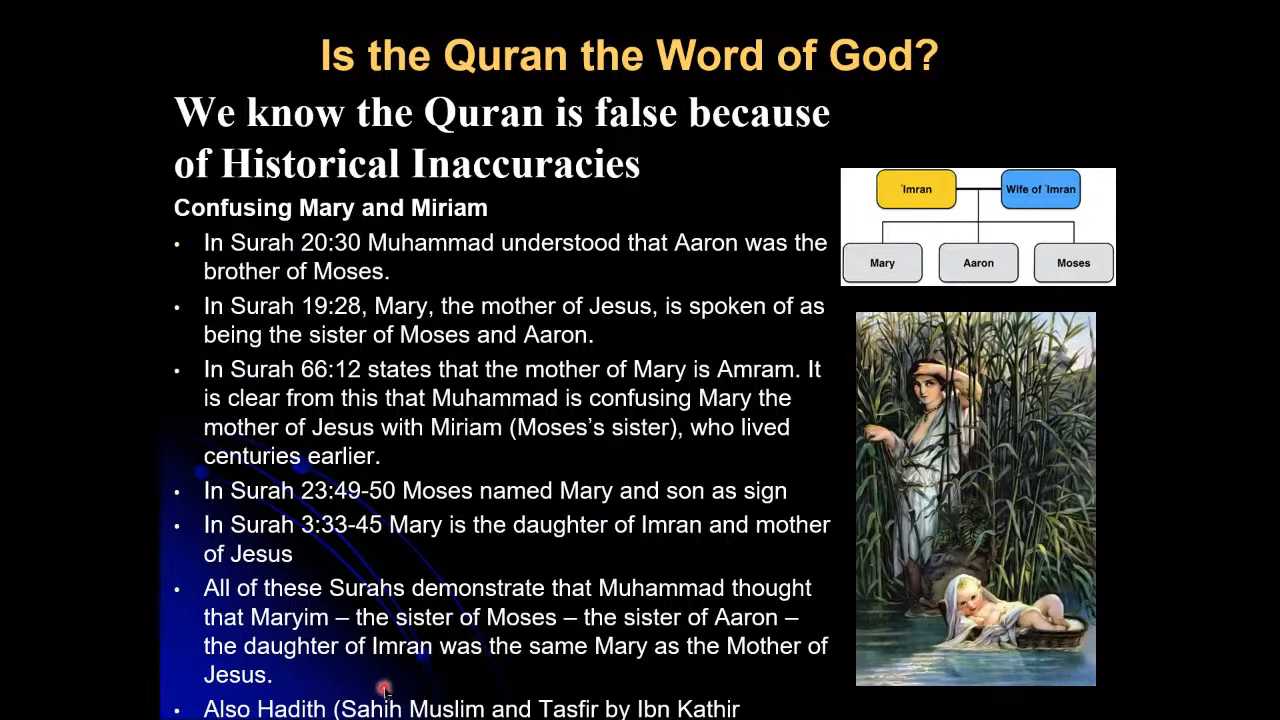 Is the Quran the Word of God?
We know the Quran is false because
of Historical Inaccuracies
Confusing Mary and Miriam
• In Surah 20:30 Muhammad understood that Aaron was the
brother of Moses.
• In Surah 19:28, Mary, the mother of Jesus, is spoken of as
being the sister of Moses and Aaron.
• In Surah 66:12 states that the mother of Mary is Amram. It
is clear from this that Muhammad is confusing Mary the
mother of Jesus with Miriam (Moses’s sister), who lived
centuries earlier.
• In Surah 23:49-50 Moses named Mary and son as sign
• In Surah 3:33-45 Mary is the daughter of Imran and mother
of Jesus
• All of these Surahs demonstrate that Muhammad thought
that Maryim – the sister of Moses – the sister of Aaron –
the daughter of Imran was the same Mary as the Mother of
Jesus.
• Also Hadith (Sahih Muslim and Tasfir by Ibn Kathir
ʿImran
Wife of ʿImran
Mary
Aaron
Moses